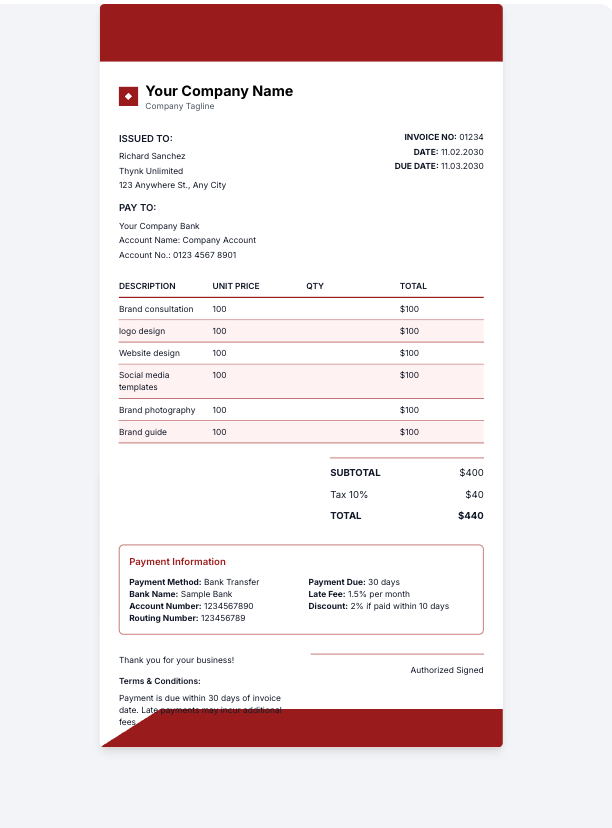 Your Company Name
Company Tagline
ISSUED TO:
Richard Sanchez
Thynk Unlimited
123 Anywhere St., Any City
INVOICE NO: 01234
DATE: 11.02.2030
DUE DATE: 11.03.2030
PAY TO:
Your Company Bank
Account Name: Company Account
Account No.: 0123 4567 8901
DESCRIPTION UNIT PRICE QTY TOTAL
Brand consultation 100 $100
logo design 100 $100
Website design 100 $100
Social media 100 $100
templates
Brand photography 100 $100
Brand guide 100 $100
SUBTOTAL $400
Tax 10% $40
TOTAL $440
Payment Information
Payment Method: Bank Transfer
Bank Name: Sample Bank
Account Number: 1234567890
Routing Number: 123456789
Payment Due: 30 days
Late Fee: 1.5% per month
Discount: 2% if paid within 10 days
Thank you for your business!
Terms & Conditions:
Payment is due within 30 days of invoice
date. Late payments may incur additional
fees.
Authorized Signed